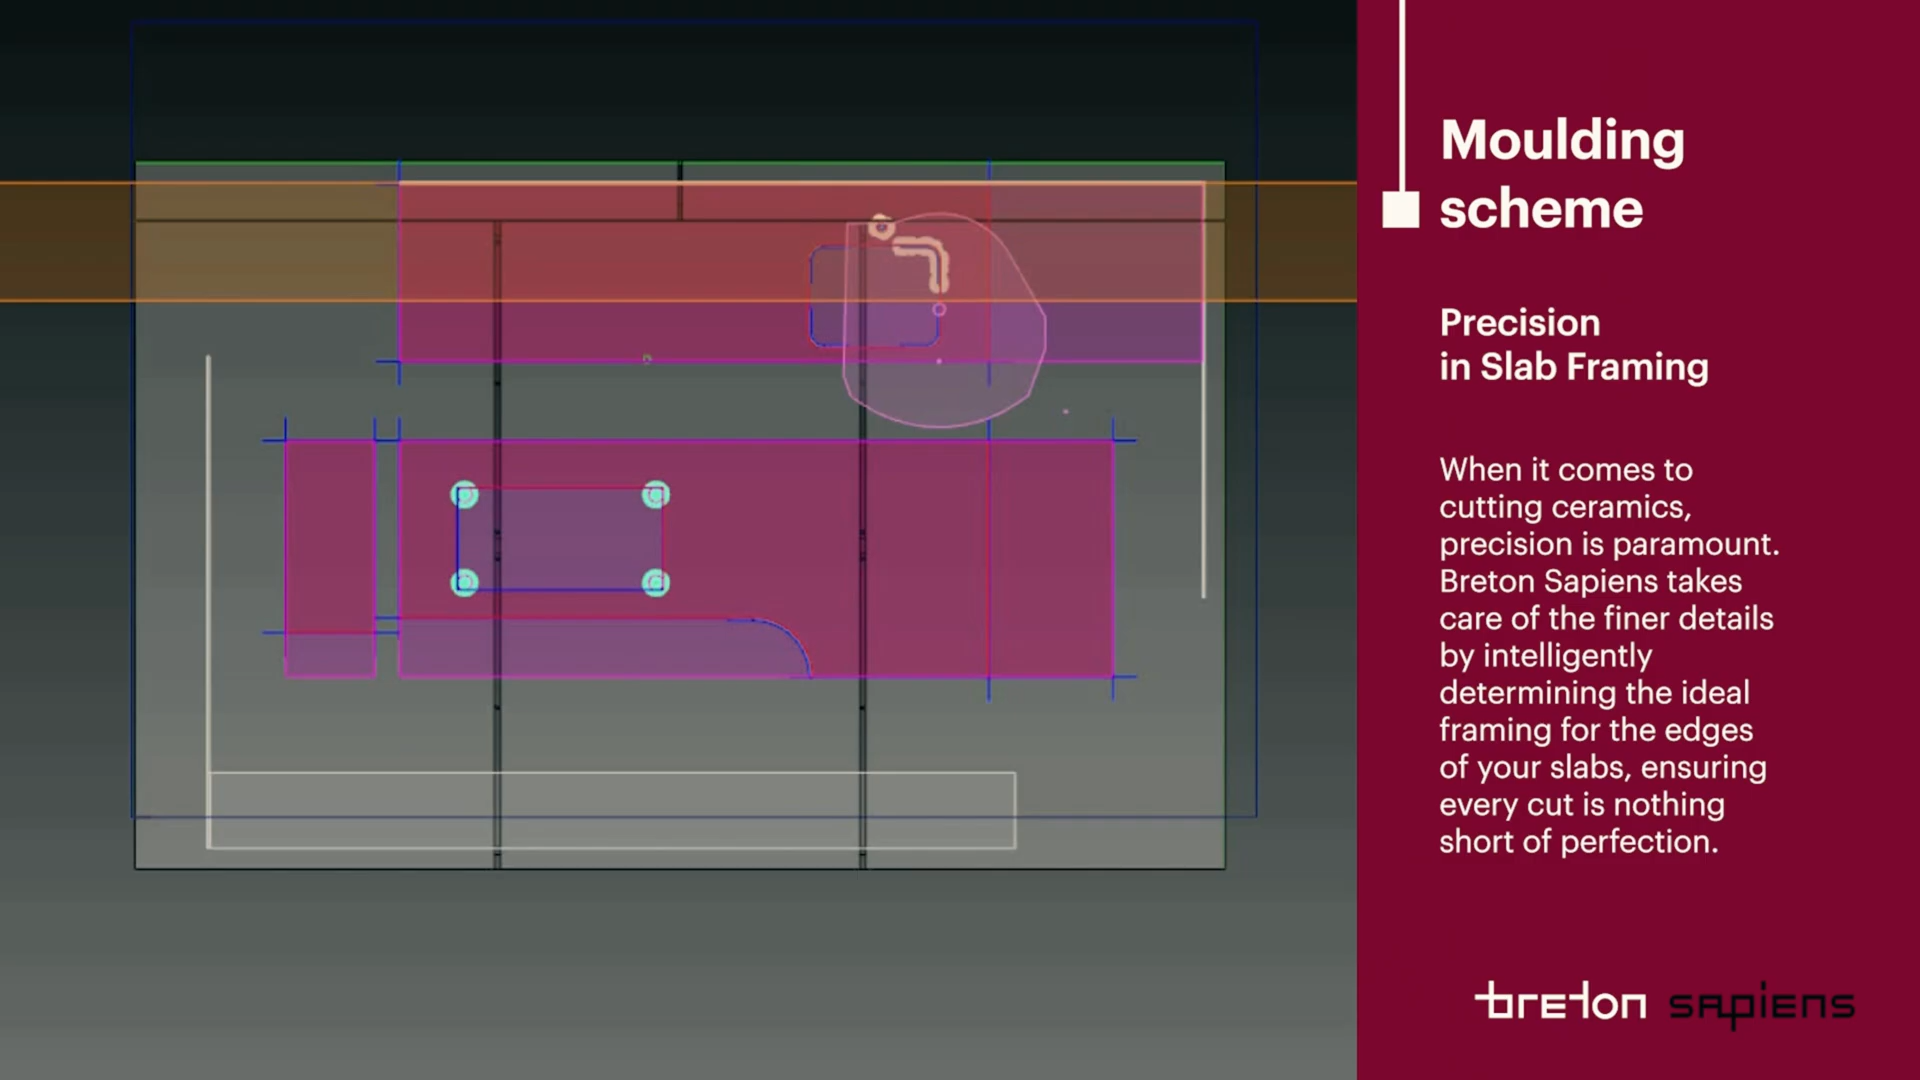 Moulding
scheme
Precision
in Slab Framing
When it comes to
cutting ceramics,
precision is paramount.
Breton Sapiens takes
care of the finer details
by intelligently
determining the ideal
framing for the edges
of your slabs, ensuring
every cut is nothing
short of perfection.
breton sapiens